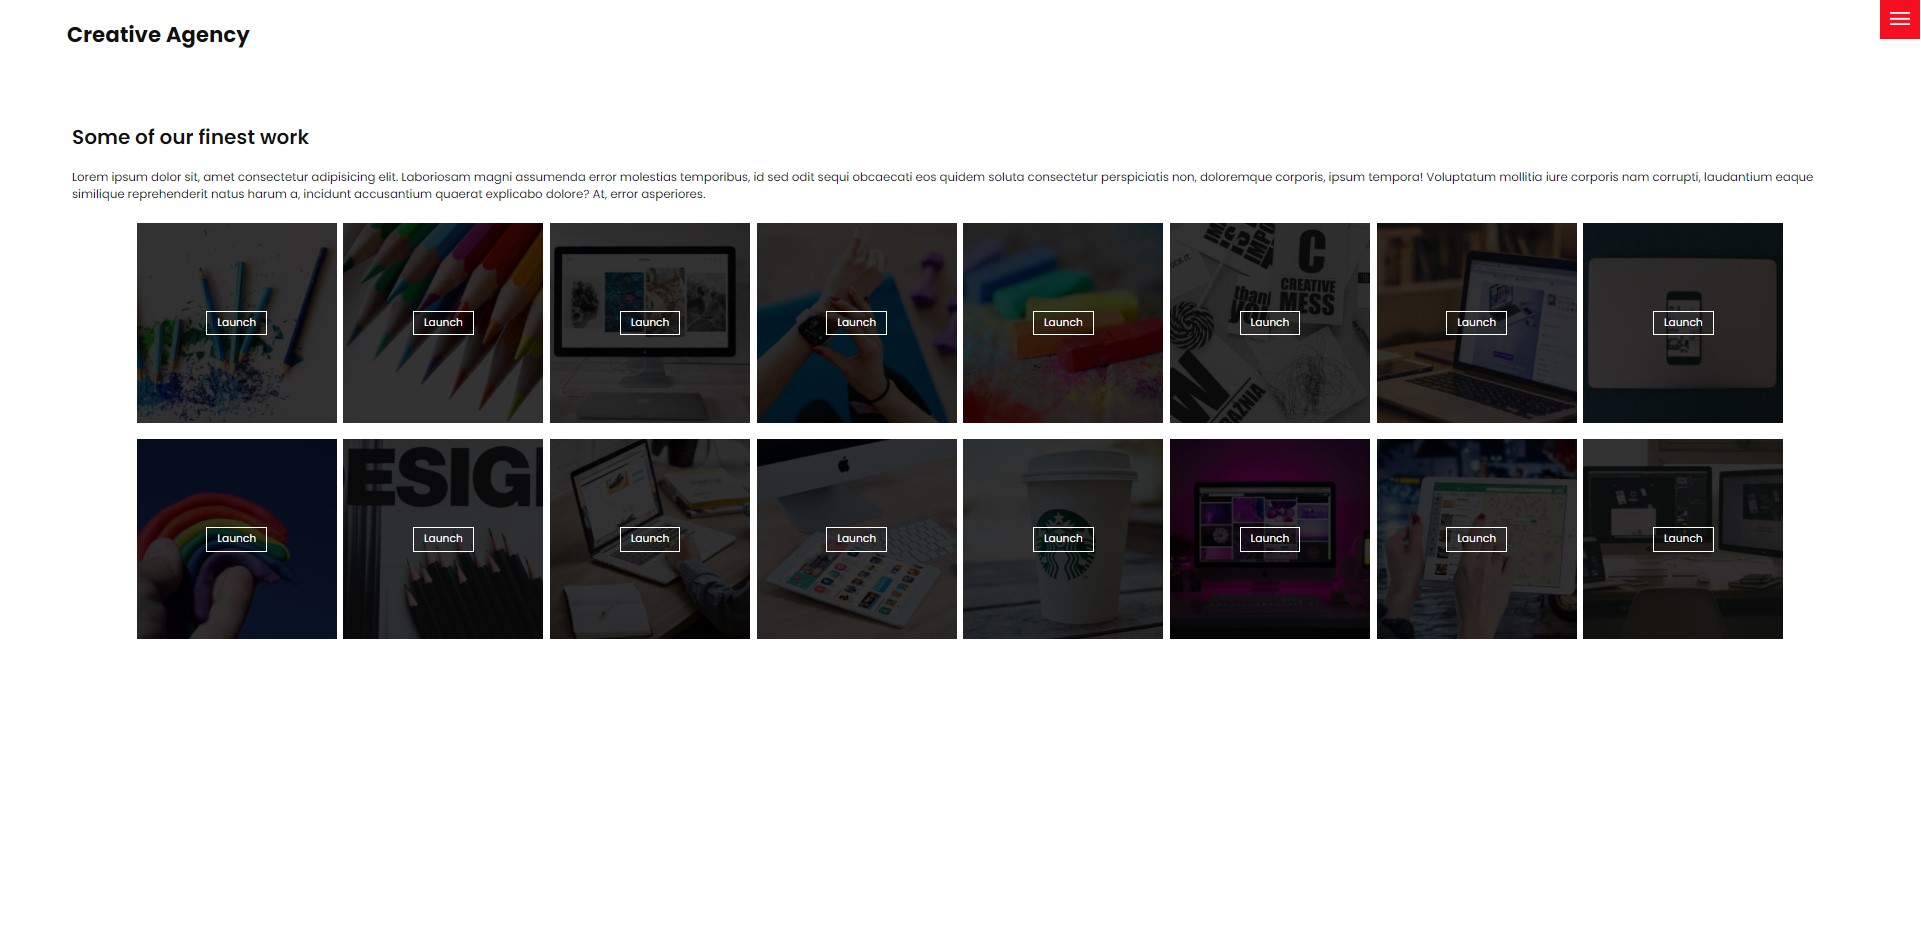 Creative Agency
Some of our finest work
Lorem ipsum dolor sit, amet consectetur adipisicing elit. Laboriosam magni assumenda error molestias temporibus, id sed odit sequi obcaecati eos quidem soluta consectetur perspiciatis non, doloremque corporis, ipsum tempora! Voluptatum mollitia iure corporis nam corrupti, laudantium eaque
similique reprehenderit natus harum a, incidunt accusantium quaerat explicabo dolore? At, error asperiores.
C
CREATIVE
MESS
Launch Launch Launch Launch Launch Launch Launch Launch
ESIG
Launch Launch Launch Launch Launch Launch Launch Launch